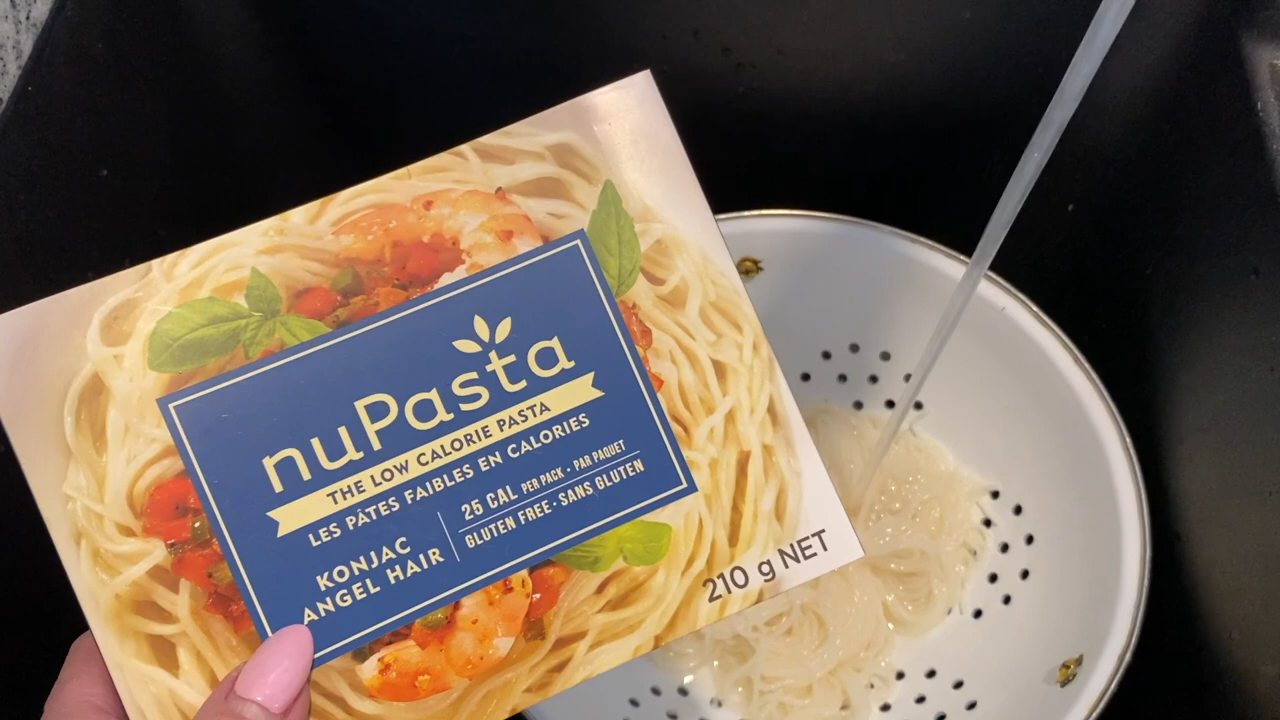 nuPasta
THE LOW CALORIE PASTA
LES PÂTES FAIBLES EN CALORIES
KONJAC
ANGEL HAIR
25 CAL PER PACK • PAR PAQUET
GLUTEN FREE • SANS GLUTEN
210 g NET